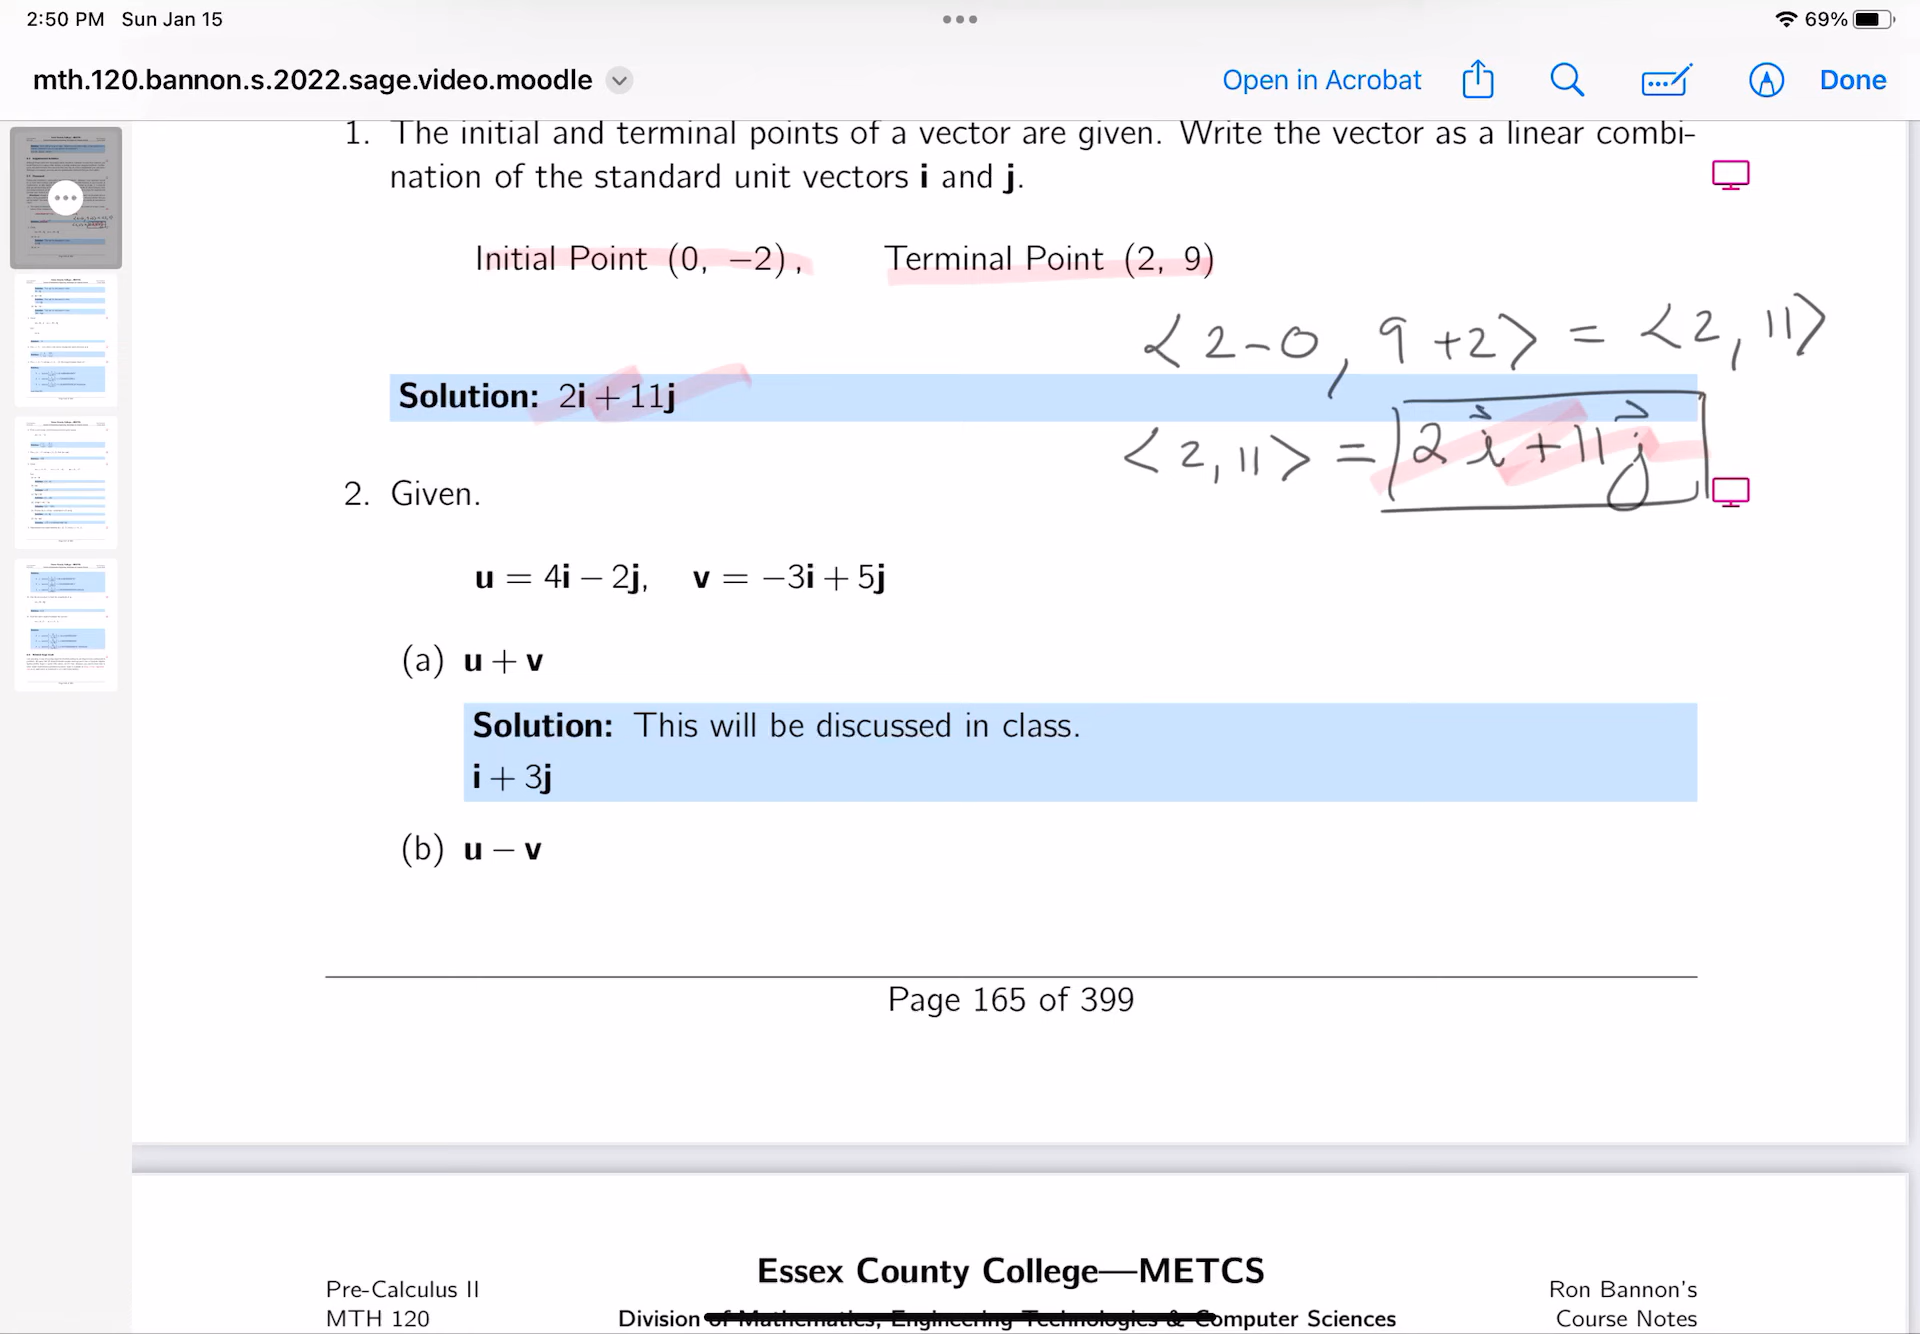 2:50 PM Sun Jan 15
69%
mth.120.bannon.s.2022.sage.video.moodle
Open in Acrobat
Done
1. The initial and terminal points of a vector are given. Write the vector as a linear combi-
nation of the standard unit vectors i and j.
Initial Point (0, −2), Terminal Point (2, 9)
<2-0, 9+2> = <2, 11>
Solution: 2i + 11j
<2, 11> = 2i + 11j
2. Given.
u = 4i − 2j, v = −3i + 5j
(a) u + v
Solution: This will be discussed in class.
i + 3j
(b) u − v
Page 165 of 399
Essex County College—METCS
Pre-Calculus II
Ron Bannon's
MTH 120
Division of Mathematics, Engineering Technologies & Computer Sciences
Course Notes